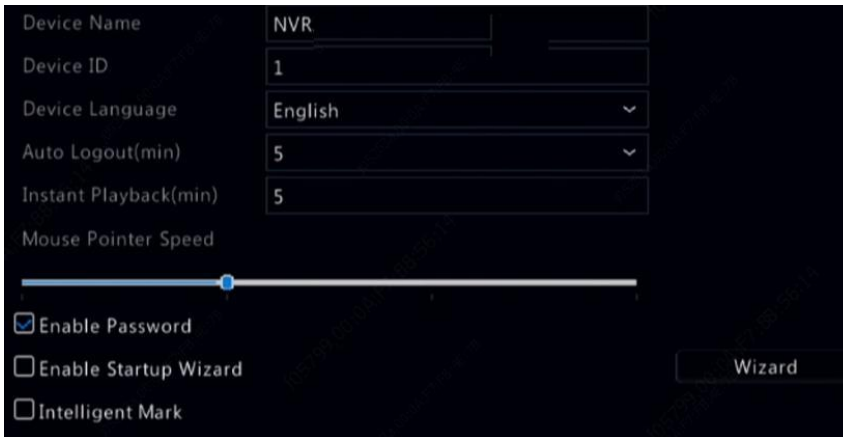 Device Name NVR
Device ID 1
Device Language English
Auto Logout(min) 5
Instant Playback(min) 5
Mouse Pointer Speed
Enable Password
Enable Startup Wizard Wizard
Intelligent Mark